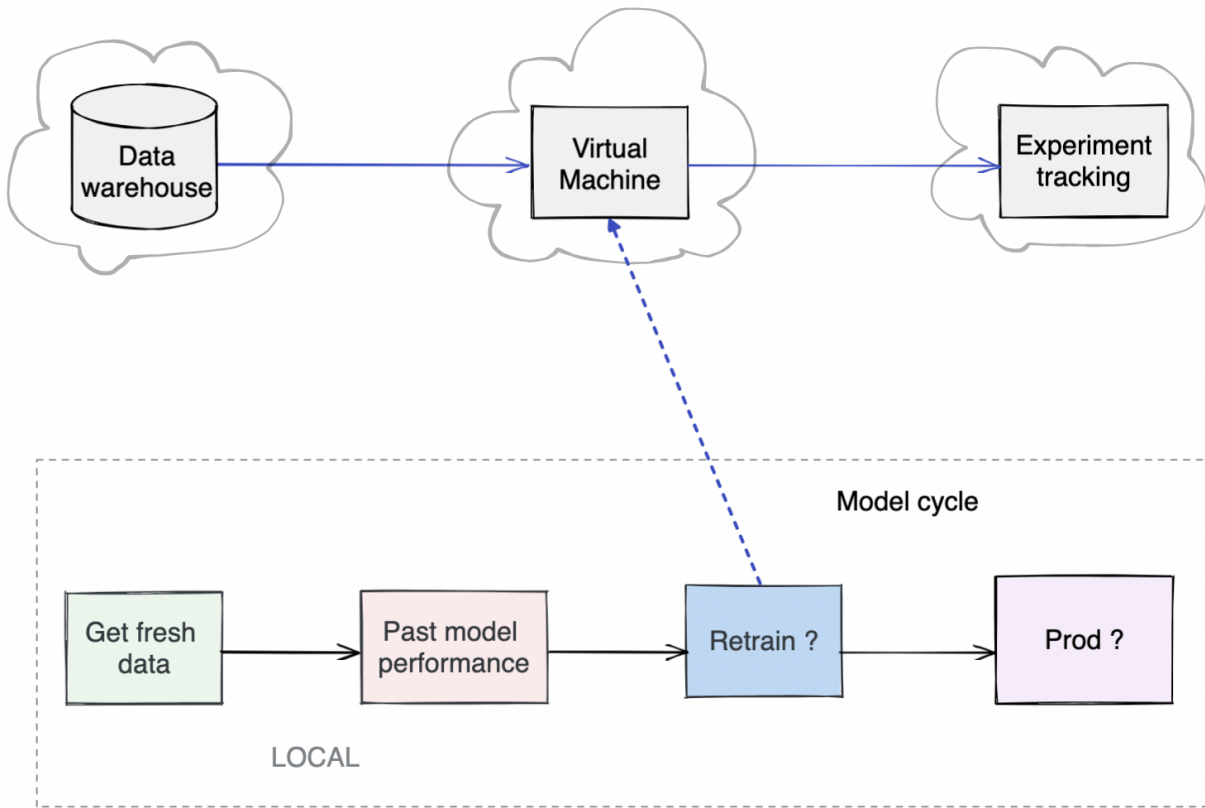 Data
warehouse
Virtual
Machine
Experiment
tracking
Model cycle
Get fresh
data
Past model
performance
Retrain ?
Prod ?
LOCAL